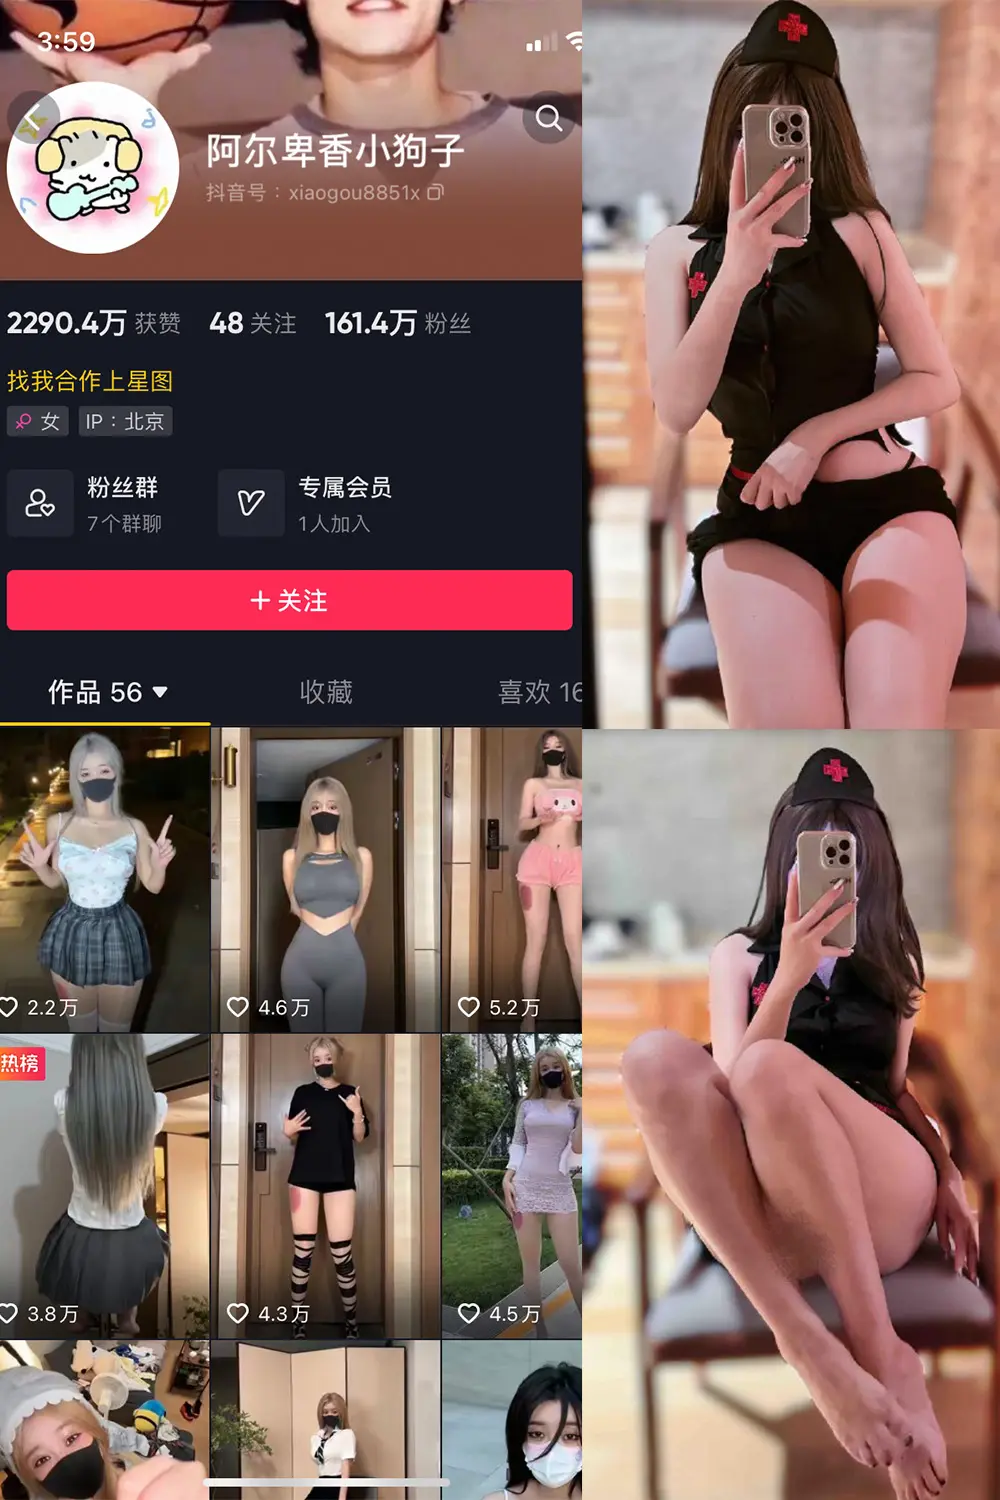 3:59
阿尔卑香小狗子
抖音号：xiaogou8851x
2290.4万 获赞 48 关注 161.4万 粉丝
找我合作上星图
女 IP：北京
粉丝群
7个群聊
专属会员
1人加入
+ 关注
作品 56 收藏 喜欢 16
2.2万 4.6万 5.2万
热榜
3.8万 4.3万 4.5万